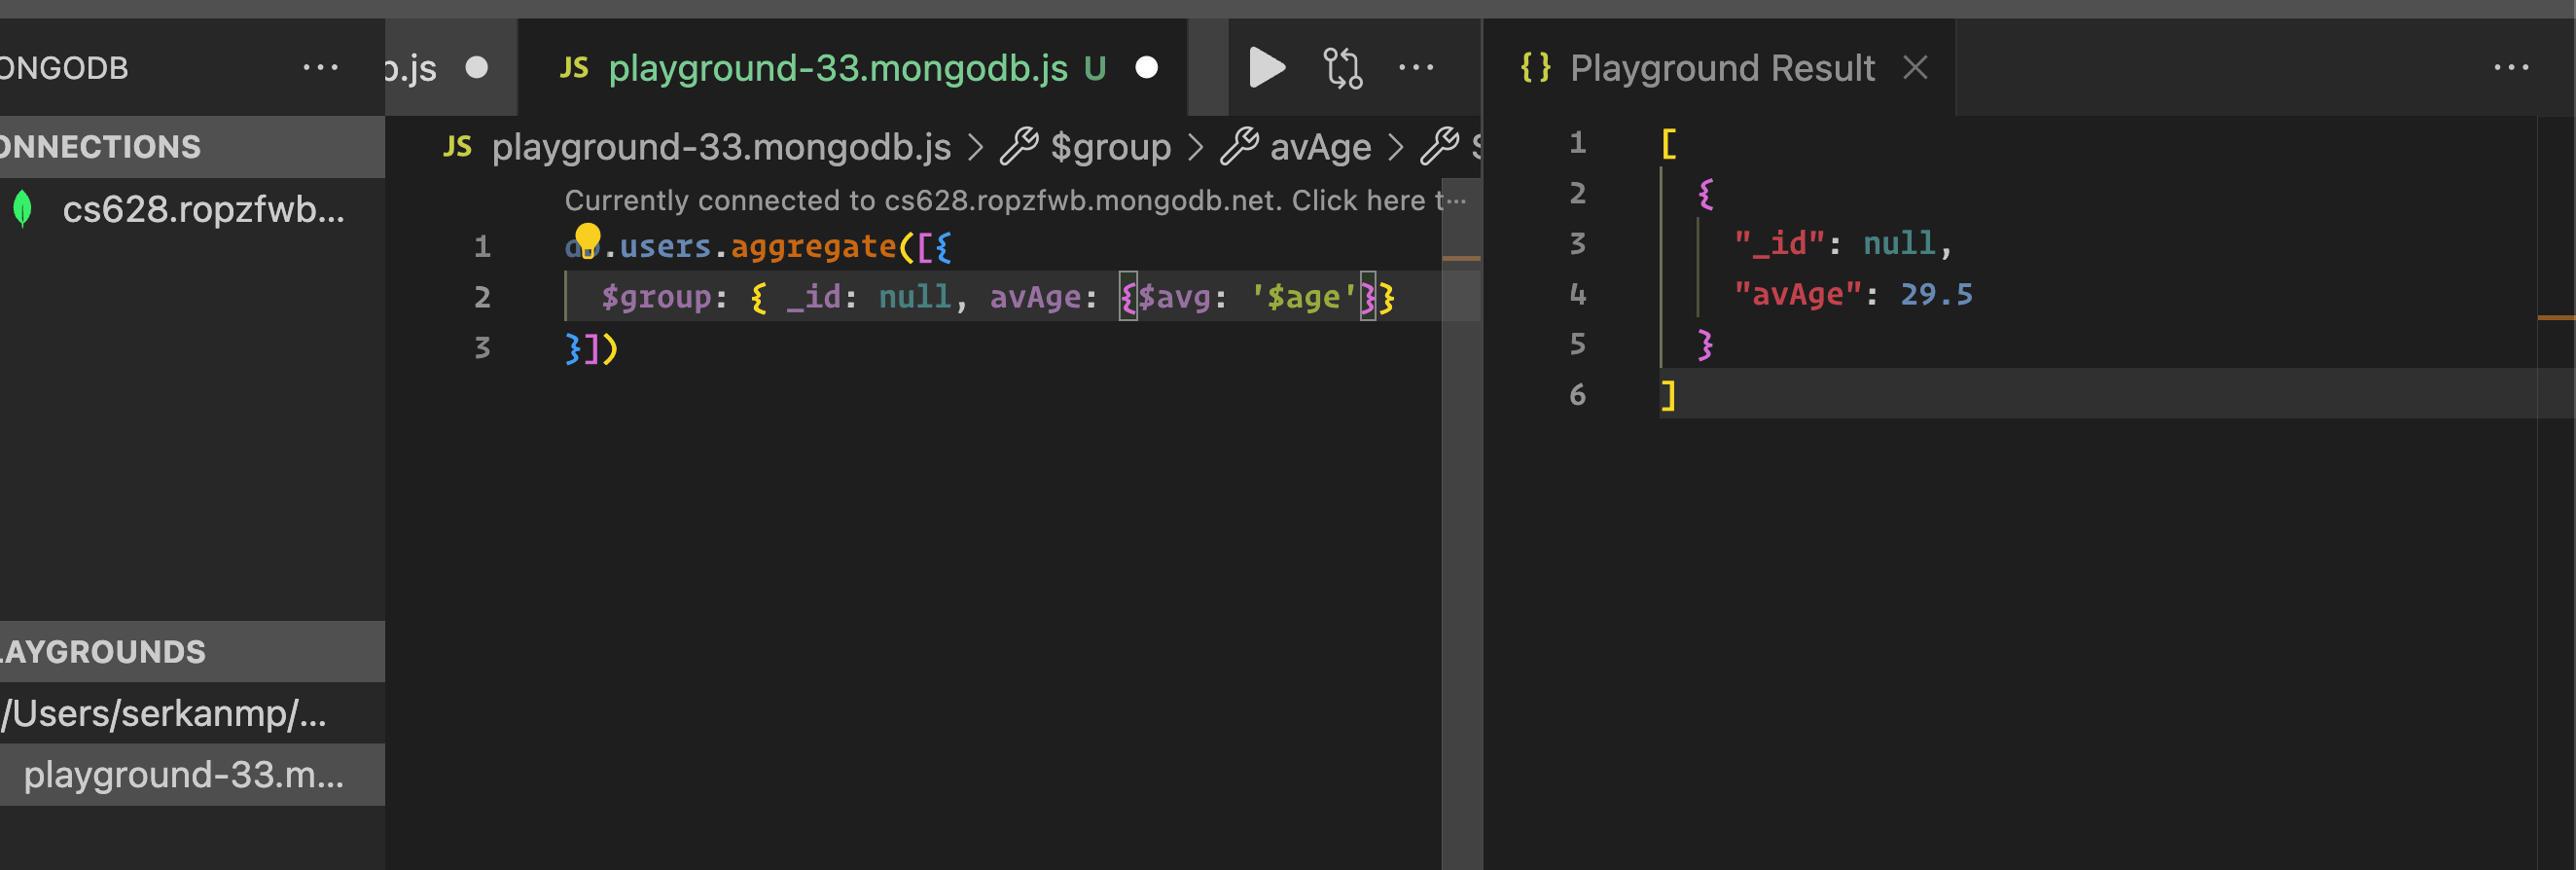 ONGODB ···
b.js
JS playground-33.mongodb.js U
{} Playground Result
ONNECTIONS
cs628.ropzfwb...
JS playground-33.mongodb.js > $group > avAge >
Currently connected to cs628.ropzfwb.mongodb.net. Click here t···
1 .users.aggregate([{
2 $group: { _id: null, avAge: {$avg: '$age'}}
3 }])
1 [
2 {
3 "_id": null,
4 "avAge": 29.5
5 }
6 ]
LAYGROUNDS
/Users/serkanmp/...
playground-33.m...